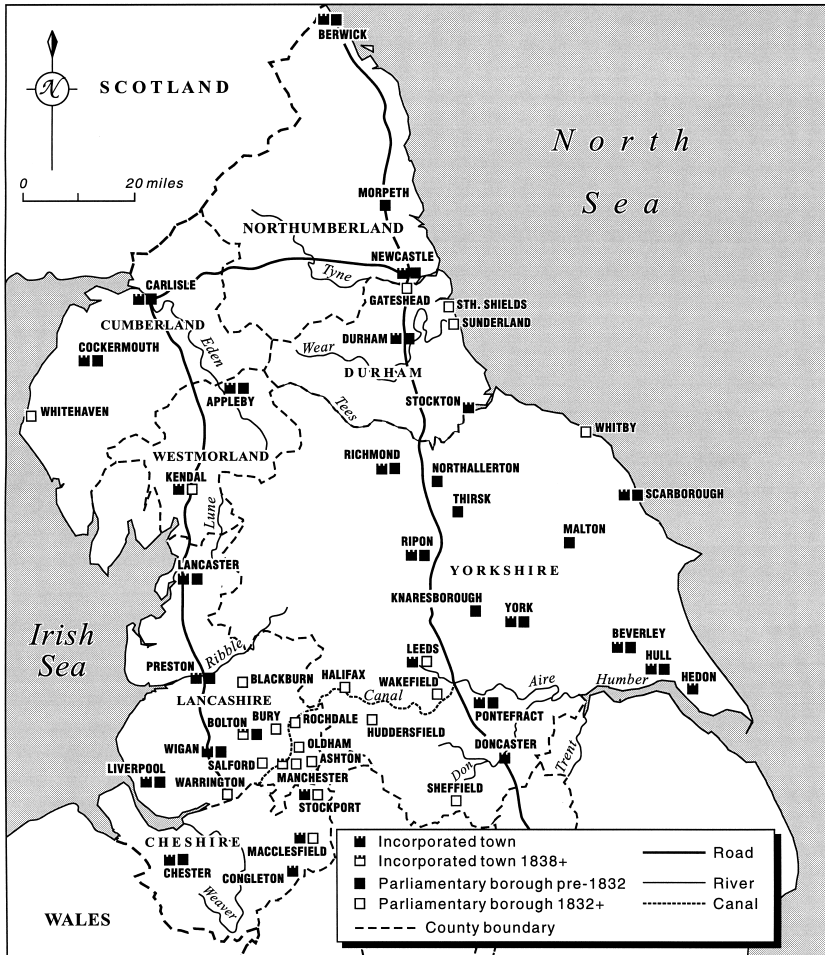 BERWICK
N
SCOTLAND
North
Sea
0 20 miles
MORPETH
NORTHUMBERLAND
NEWCASTLE
Tyne
CARLISLE
GATESHEAD
STH. SHIELDS
SUNDERLAND
CUMBERLAND
DURHAM
Eden
Wear
COCKERMOUTH
DURHAM
APPLEBY
Tees
STOCKTON
WHITEHAVEN
WHITBY
WESTMORLAND
RICHMOND
NORTHALLERTON
KENDAL
SCARBOROUGH
THIRSK
Lune
MALTON
RIPON
LANCASTER
YORKSHIRE
KNARESBOROUGH
YORK
Irish
Sea
BEVERLEY
Ribble
LEEDS
HULL
PRESTON
HALIFAX
Aire
Humber
HEDON
BLACKBURN
WAKEFIELD
Canal
LANCASHIRE
PONTEFRACT
BURY
ROCHDALE
BOLTON
HUDDERSFIELD
WIGAN
OLDHAM
DONCASTER
Trent
SALFORD
ASHTON
LIVERPOOL
MANCHESTER
Don
WARRINGTON
SHEFFIELD
STOCKPORT
CHESHIRE
MACCLESFIELD
CHESTER
CONGLETON
Weaver
WALES
Incorporated town
Incorporated town 1838+
Parliamentary borough pre-1832
Parliamentary borough 1832+
County boundary
Road
River
Canal